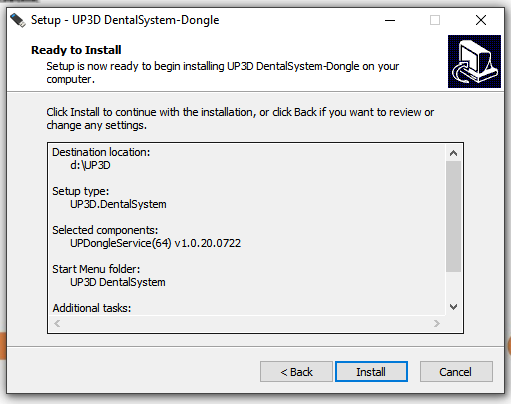 Setup - UP3D DentalSystem-Dongle
Ready to Install
Setup is now ready to begin installing UP3D DentalSystem-Dongle on your
computer.
Click Install to continue with the installation, or click Back if you want to review or
change any settings.
Destination location:
d:\UP3D
Setup type:
UP3D.DentalSystem
Selected components:
UPDongleService(64) v1.0.20.0722
Start Menu folder:
UP3D DentalSystem
Additional tasks:
< Back
Install
Cancel